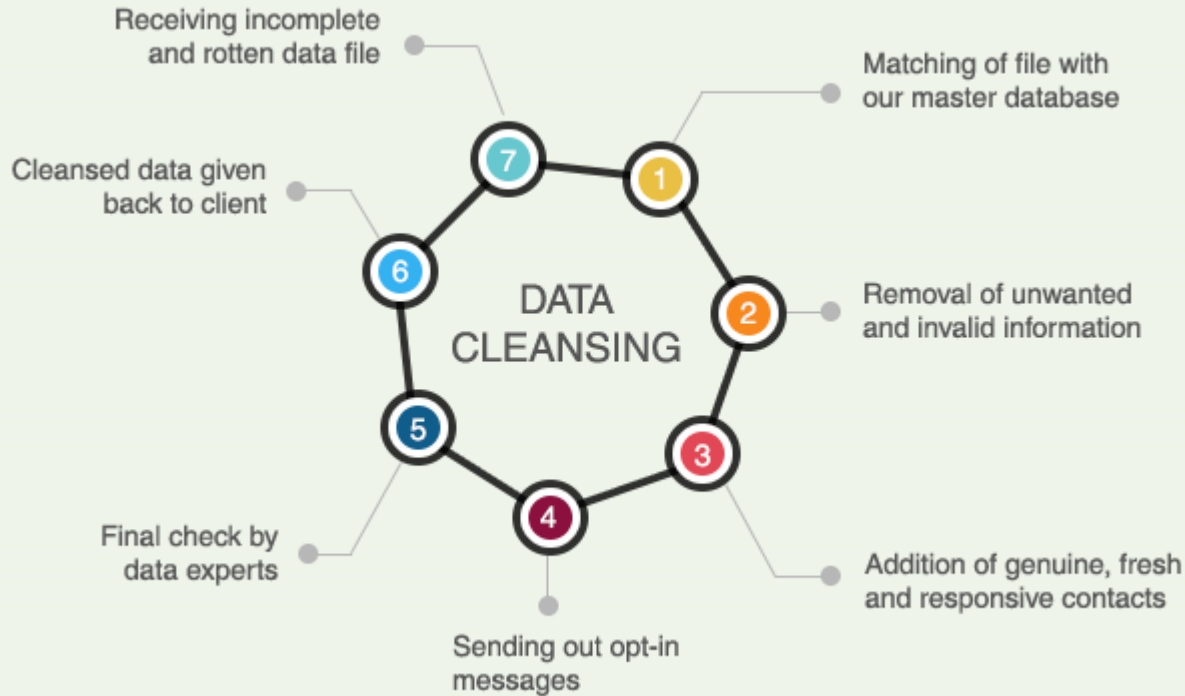 Receiving incomplete
and rotten data file
Matching of file with
our master database
7
1
Cleansed data given
back to client
6
DATA
CLEANSING
2
Removal of unwanted
and invalid information
5
3
4
Final check by
data experts
Addition of genuine, fresh
and responsive contacts
Sending out opt-in
messages